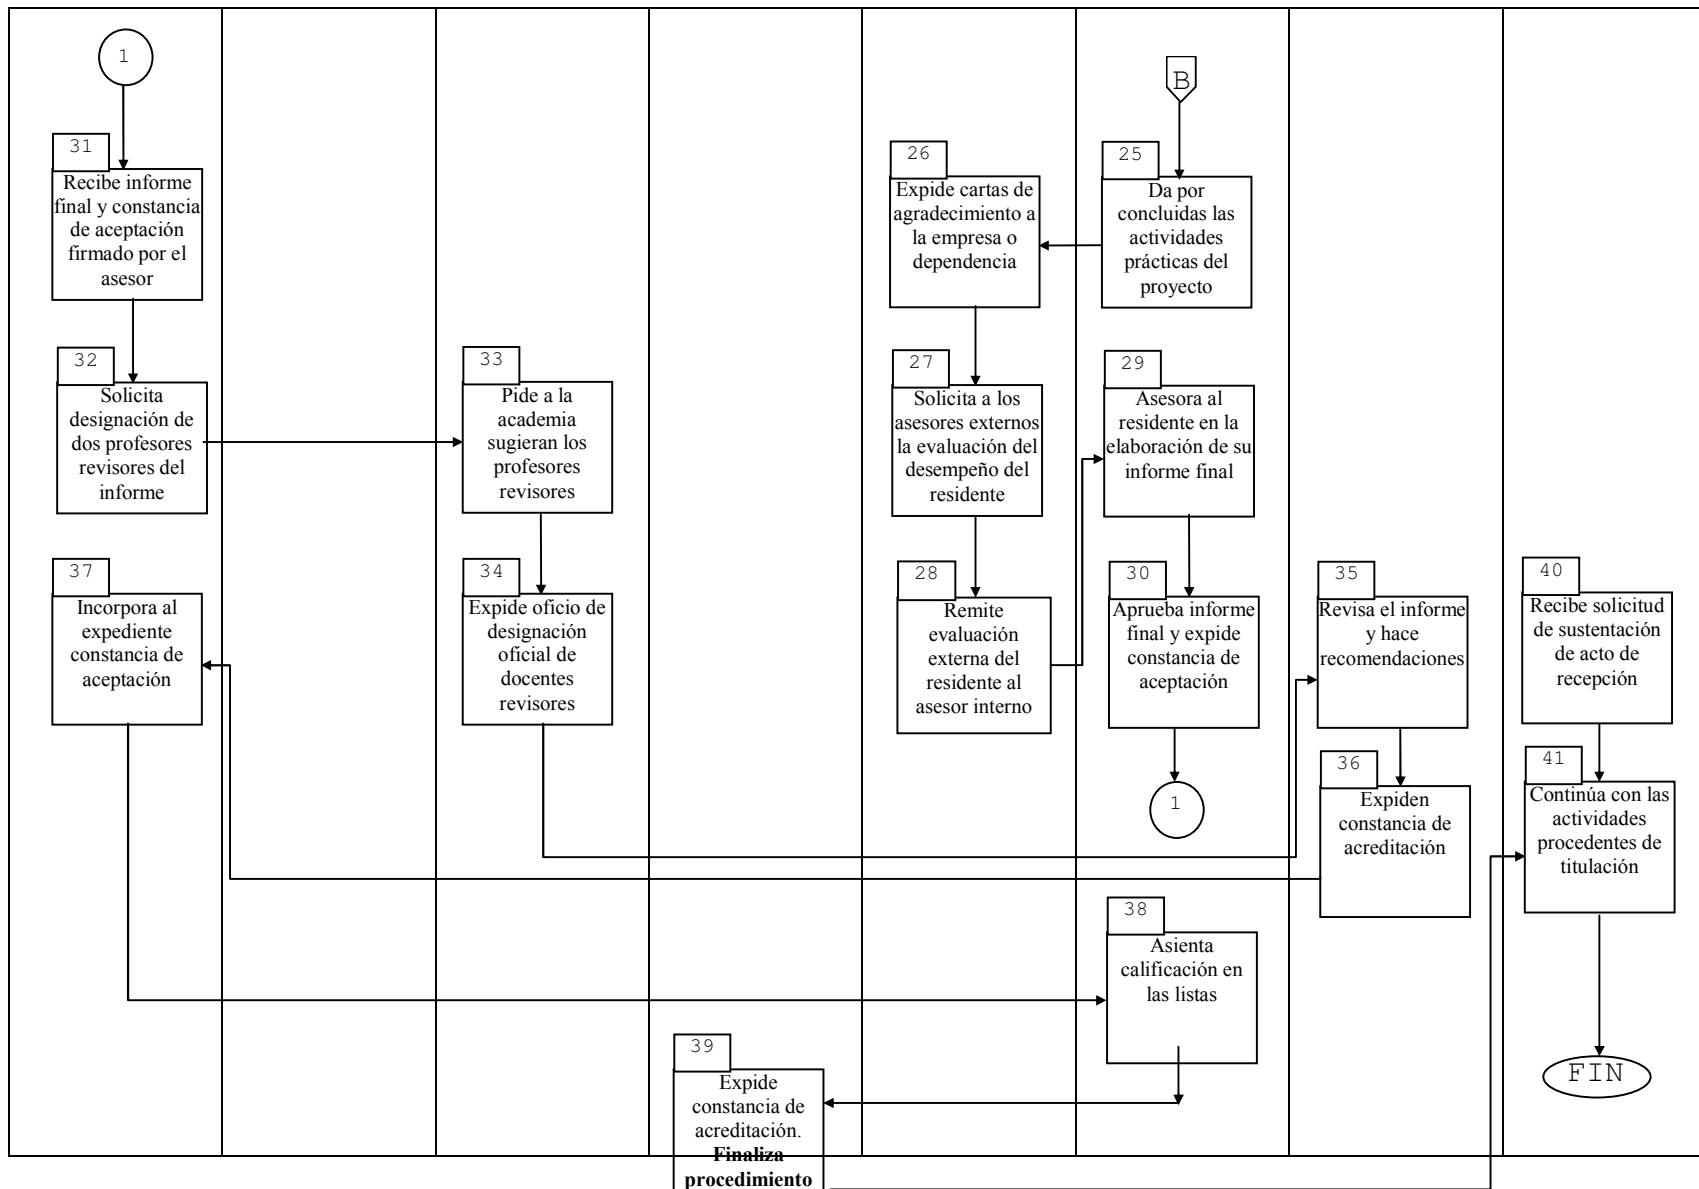 1
B
31
Recibe informe
final y constancia
de aceptación
firmado por el
asesor
26
Expide cartas de
agradecimiento a
la empresa o
dependencia
25
Da por
concluidas las
actividades
prácticas del
proyecto
32
Solicita
designación de
dos profesores
revisores del
informe
33
Pide a la
academia
sugieran los
profesores
revisores
27
Solicita a los
asesores externos
la evaluación del
desempeño del
residente
29
Asesora al
residente en la
elaboración de su
informe final
37
Incorpora al
expediente
constancia de
aceptación
34
Expide oficio de
designación
oficial de
docentes
revisores
28
Remite
evaluación
externa del
residente al
asesor interno
30
Aprueba informe
final y expide
constancia de
aceptación
35
Revisa el informe
y hace
recomendaciones
40
Recibe solicitud
de sustentación
de acto de
recepción
1
36
Expiden
constancia de
acreditación
41
Continúa con las
actividades
procedentes de
titulación
38
Asienta
calificación en
las listas
39
Expide
constancia de
acreditación.
Finaliza
procedimiento
FIN